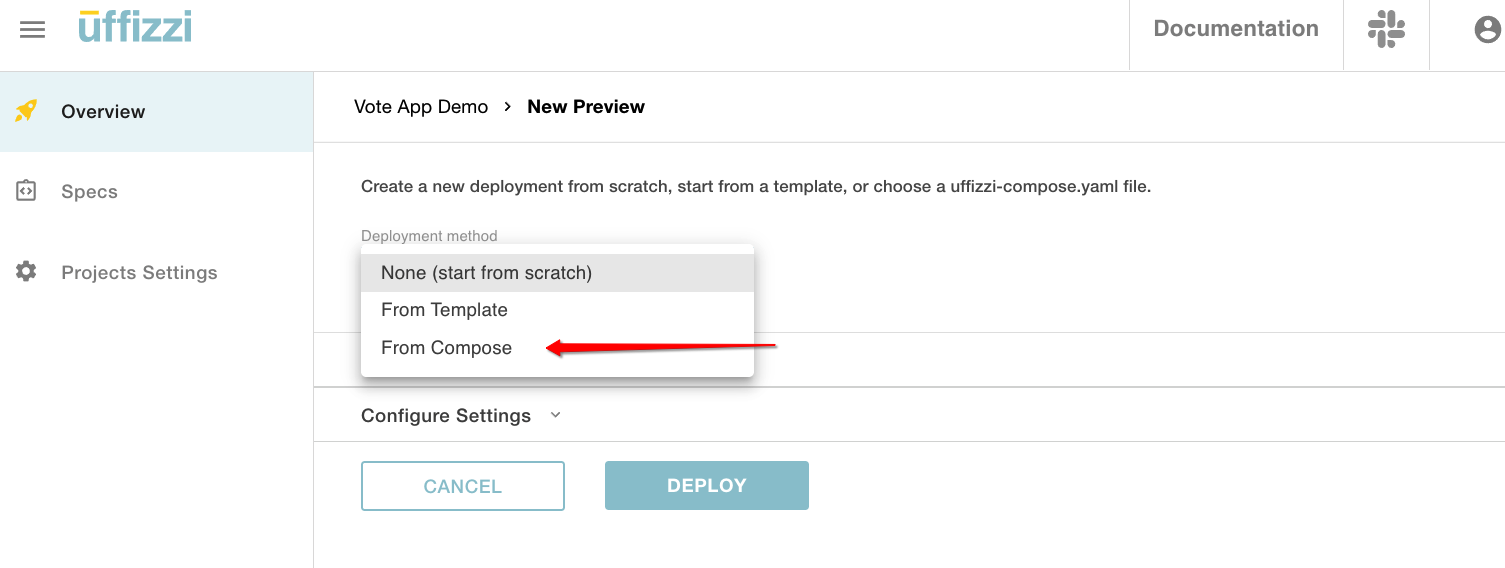 uffizzi
Documentation
Overview
Specs
Projects Settings
Vote App Demo > New Preview
Create a new deployment from scratch, start from a template, or choose a uffizzi-compose.yaml file.
Deployment method
None (start from scratch)
From Template
From Compose
Configure Settings
CANCEL
DEPLOY